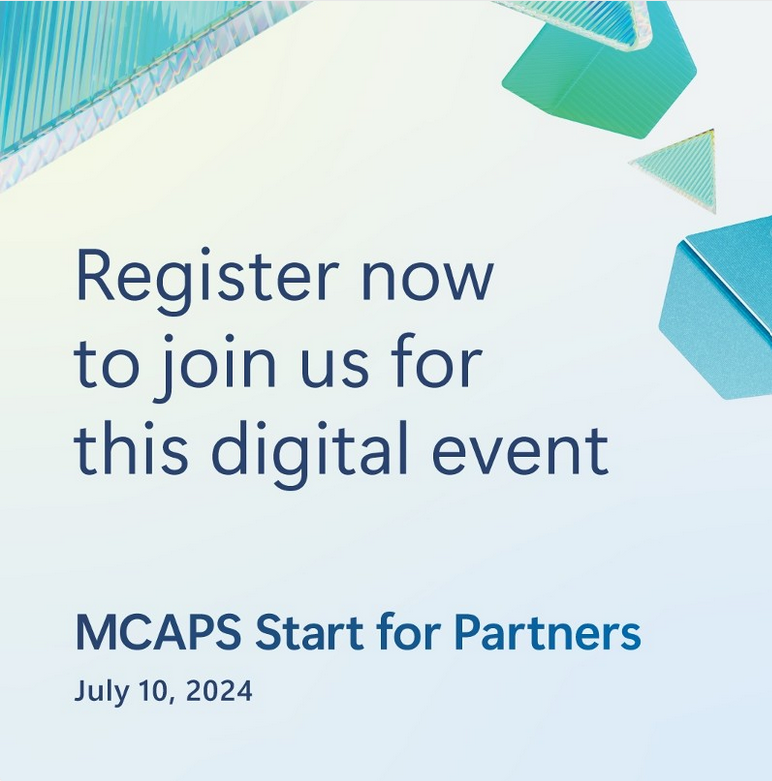 Register now
to join us for
this digital event
MCAPS Start for Partners
July 10, 2024